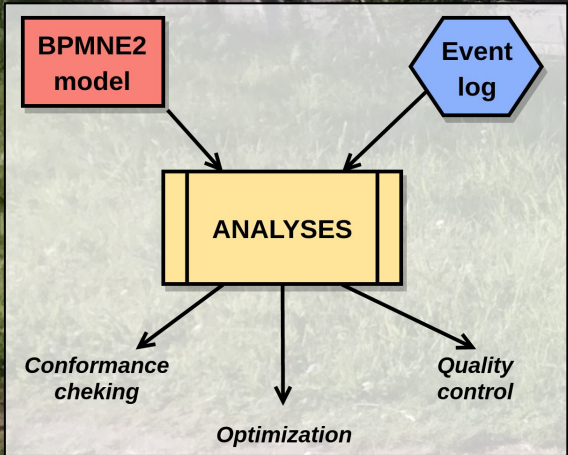 BPMNE2
model
Event
log
ANALYSES
Conformance
cheking
Quality
control
Optimization